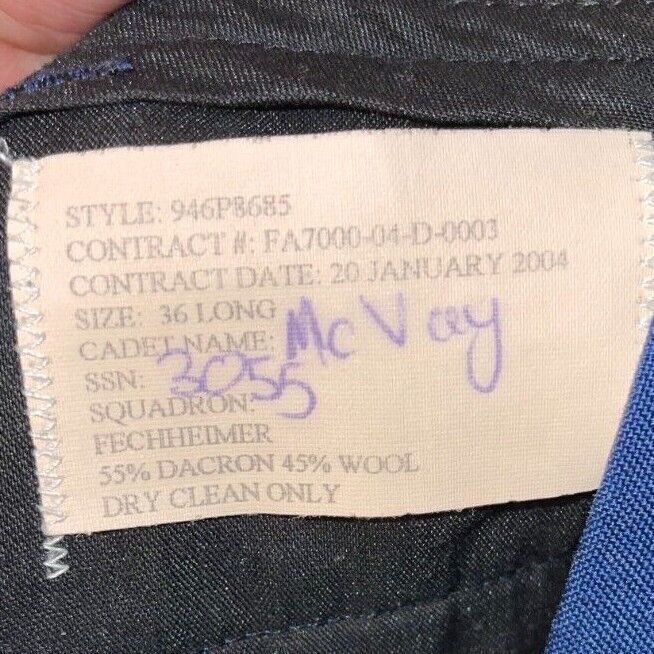 STYLE: 946P8685
CONTRACT #: FA7000-04-D-0003
CONTRACT DATE: 20 JANUARY 2004
SIZE: 36 LONG
CADET NAME: McVay
SSN: 3055
SQUADRON:
FECHHEIMER
55% DACRON 45% WOOL
DRY CLEAN ONLY